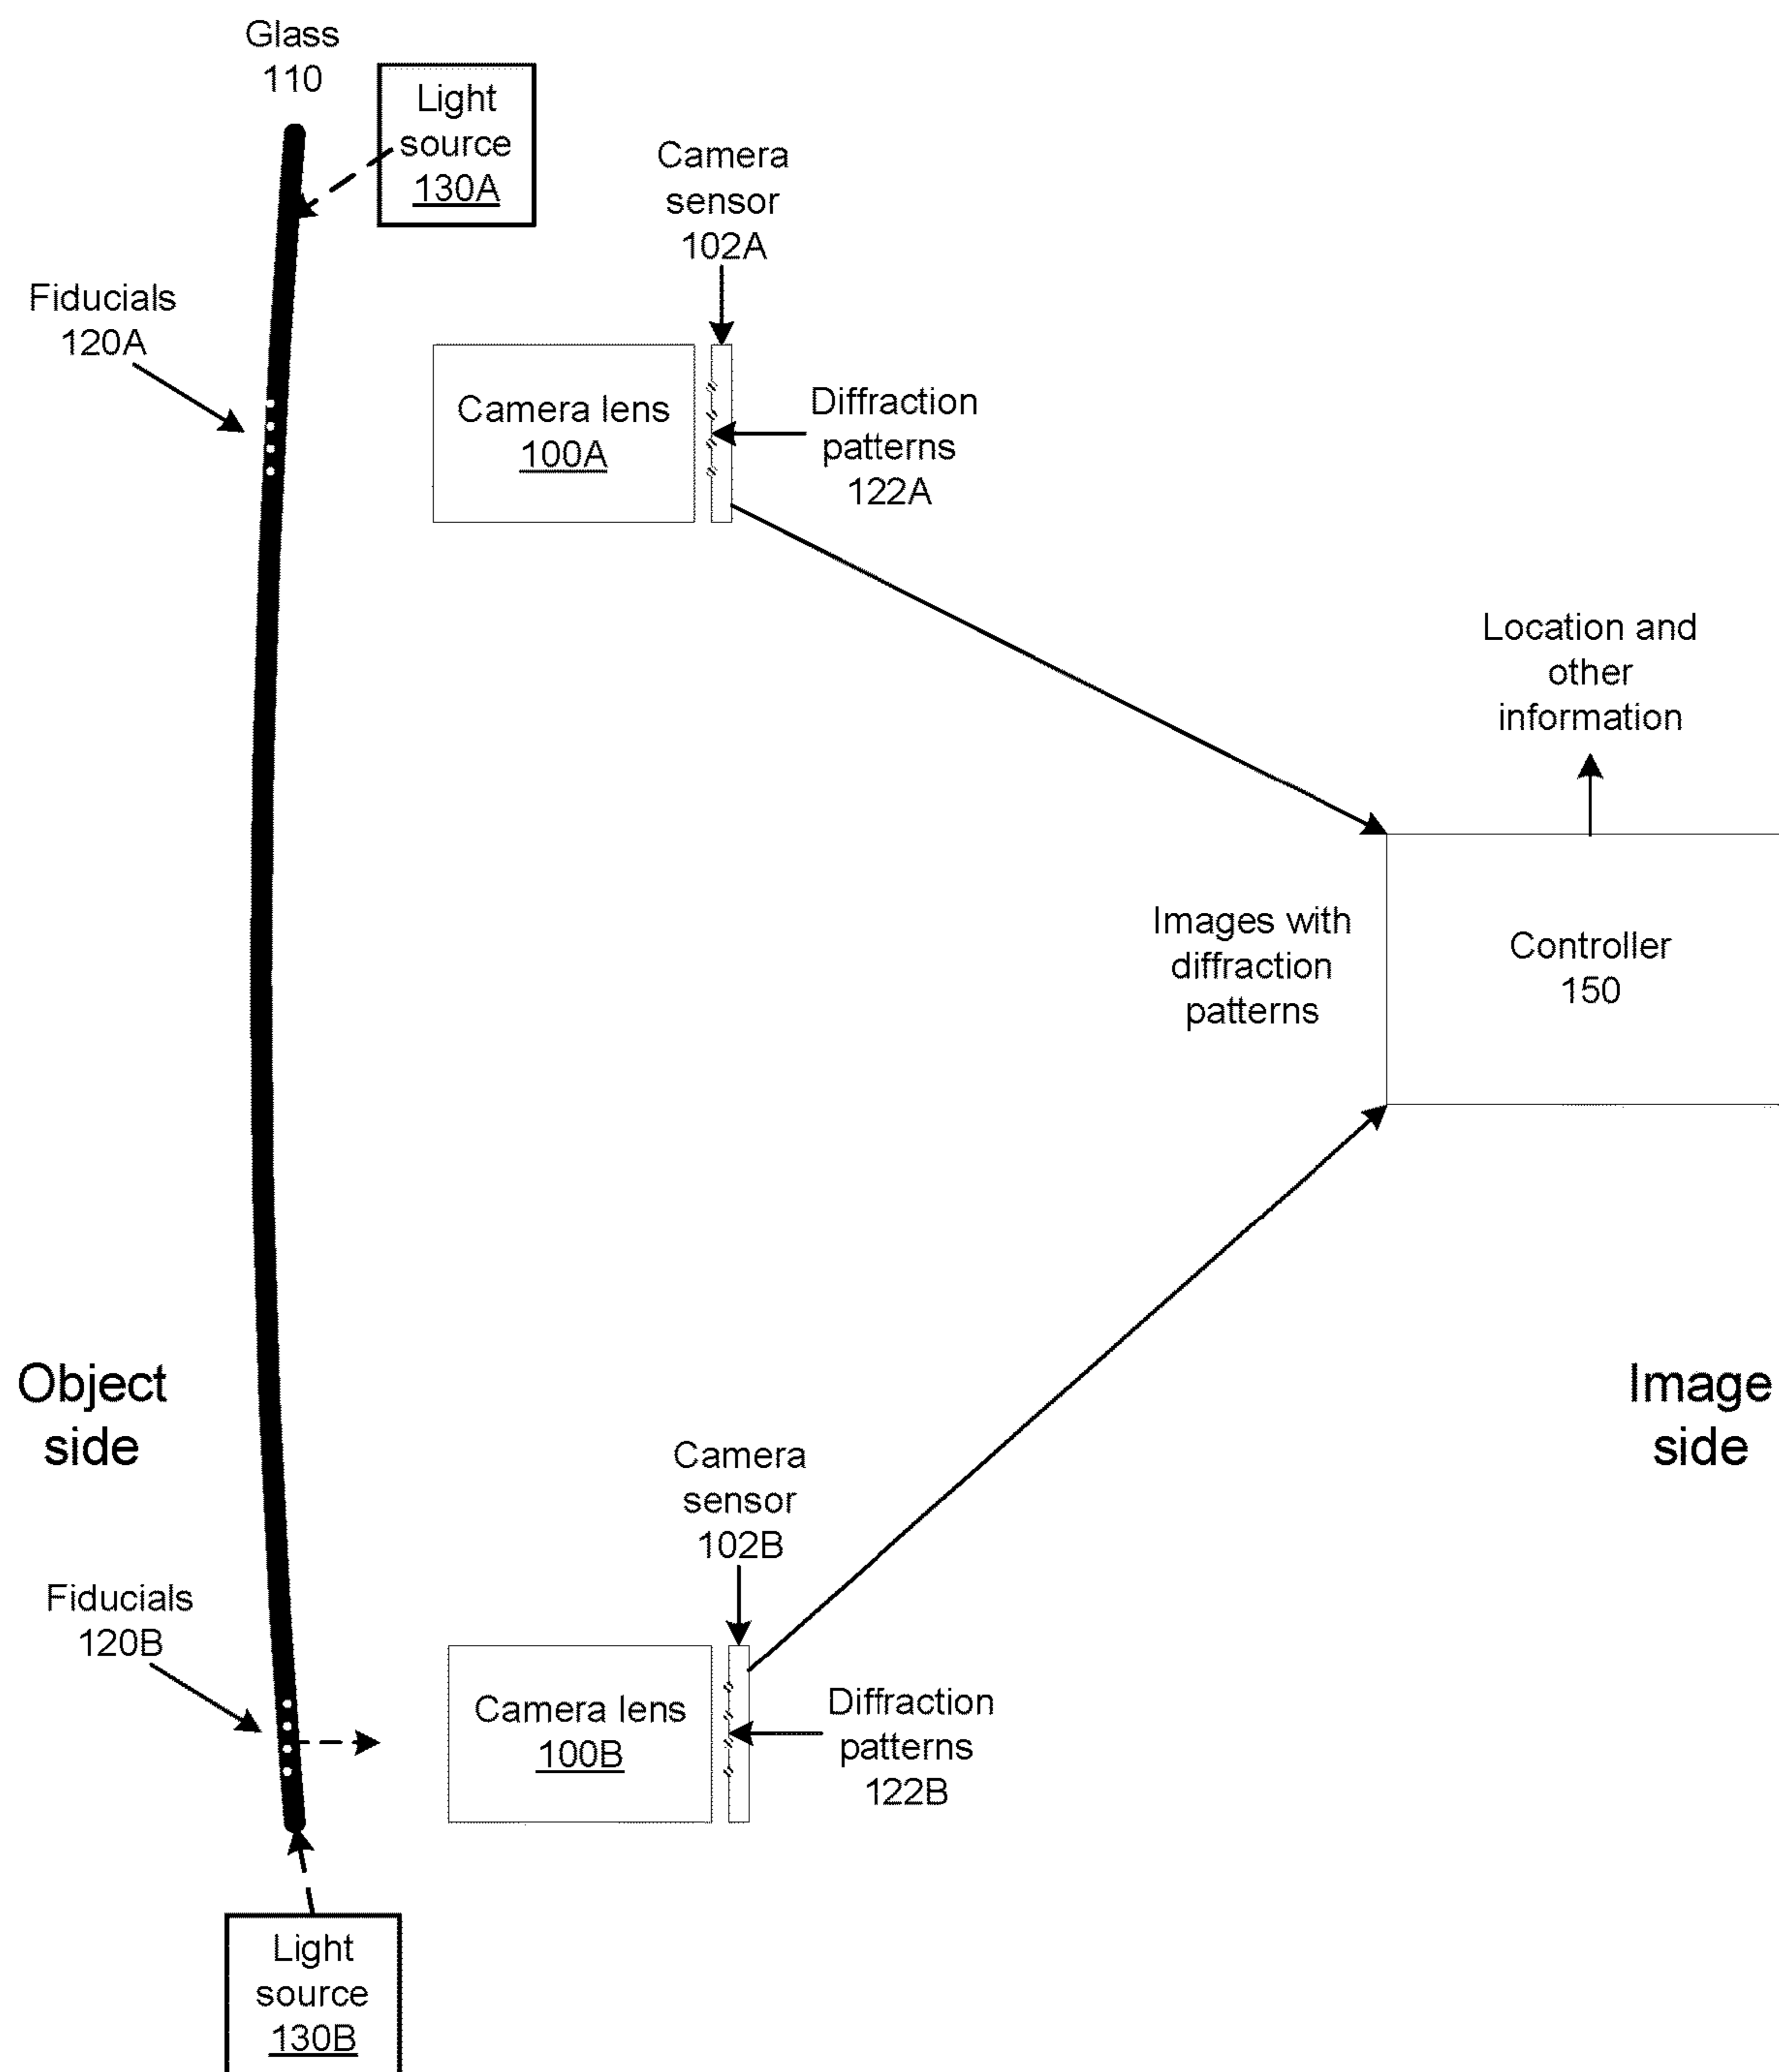 Glass
110
Light
source
130A
Camera
sensor
102A
Fiducials
120A
Camera lens
100A
Diffraction
patterns
122A
Location and
other
information
Images with
diffraction
patterns
Controller
150
Object
side
Image
side
Camera
sensor
102B
Fiducials
120B
Camera lens
100B
Diffraction
patterns
122B
Light
source
130B